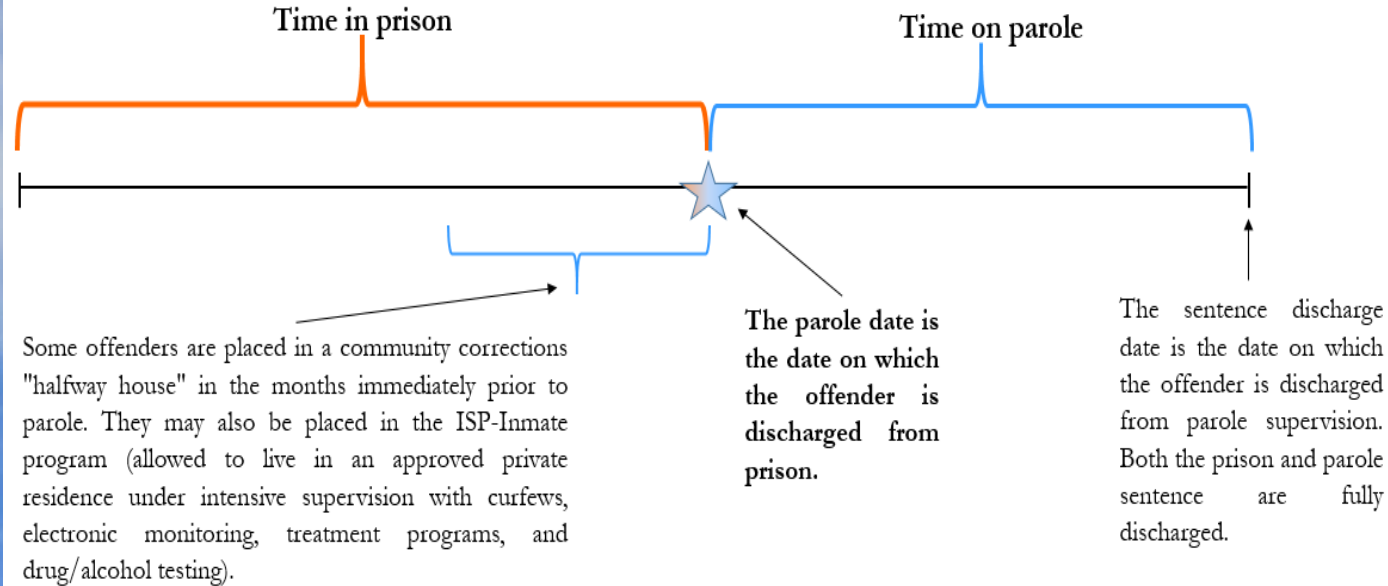 Time in prison
Time on parole
Some offenders are placed in a community corrections
"halfway house" in the months immediately prior to
parole. They may also be placed in the ISP-Inmate
program (allowed to live in an approved private
residence under intensive supervision with curfews,
electronic monitoring, treatment programs, and
drug/alcohol testing).
The parole date is
the date on which
the offender is
discharged from
prison.
The sentence discharge
date is the date on which
the offender is discharged
from parole supervision.
Both the prison and parole
sentence are fully
discharged.